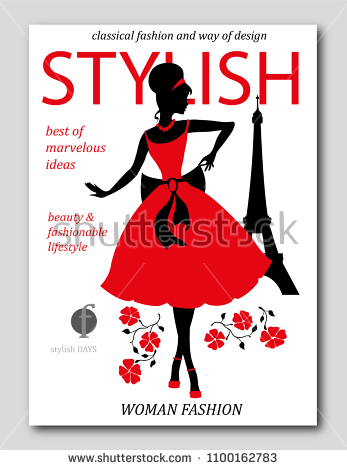 classical fashion and way of design
STYLISH
best of
marvelous
ideas
beauty &
fashionable
lifestyle
shutterstock
f
stylish DAYS
WOMAN FASHION
www.shutterstock.com · 1100162783